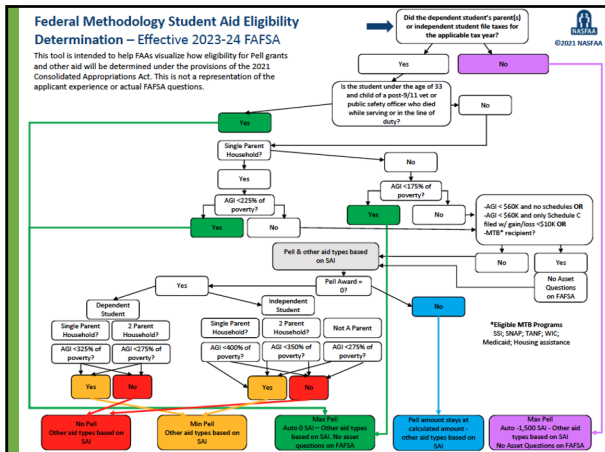 Federal Methodology Student Aid Eligibility
Determination – Effective 2023-24 FAFSA
This tool is intended to help FAAs visualize how eligibility for Pell grants
and other aid will be determined under the provisions of the 2021
Consolidated Appropriations Act. This is not a representation of the
applicant experience or actual FAFSA questions.
Did the dependent student's parent(s)
or independent student file taxes for
the applicable tax year?
NASFAA
©2021 NASFAA
Yes
No
Is the student under the age of 33
and child of a post-9/11 vet or
public safety officer who died
while serving or in the line of
duty?
Yes
No
Single Parent
Household?
Yes
No
AGI <225% of
poverty?
AGI <175% of
poverty?
Yes
No
Yes
No
-AGI < $60K and no schedules OR
-AGI < $60K and only Schedule C
filed w/ gain/loss <$10K OR
-MTB* recipient?
No
Yes
Pell & other aid types based
on SAI
No Asset
Questions
on FAFSA
Yes
Pell Award =
0?
No
Dependent
Student
Independent
Student
Single Parent
Household?
2 Parent
Household?
Single Parent
Household?
2 Parent
Household?
Not A Parent
AGI <325% of
poverty?
AGI <275% of
poverty?
AGI <400% of
poverty?
AGI <350% of
poverty?
AGI <275% of
poverty?
Yes
No
Yes
No
*Eligible MTB Programs
SSI; SNAP; TANF; WIC;
Medicaid; Housing assistance
No Pell
Other aid types based on
SAI
Min Pell
Other aid types based on
SAI
Max Pell
Auto 0 SAI – Other aid types
based on SAI. No asset
questions on FAFSA
Pell amount stays at
calculated amount -
other aid types based on SAI
Max Pell
Auto -1,500 SAI - Other aid
types based on SAI
No Asset Questions on FAFSA